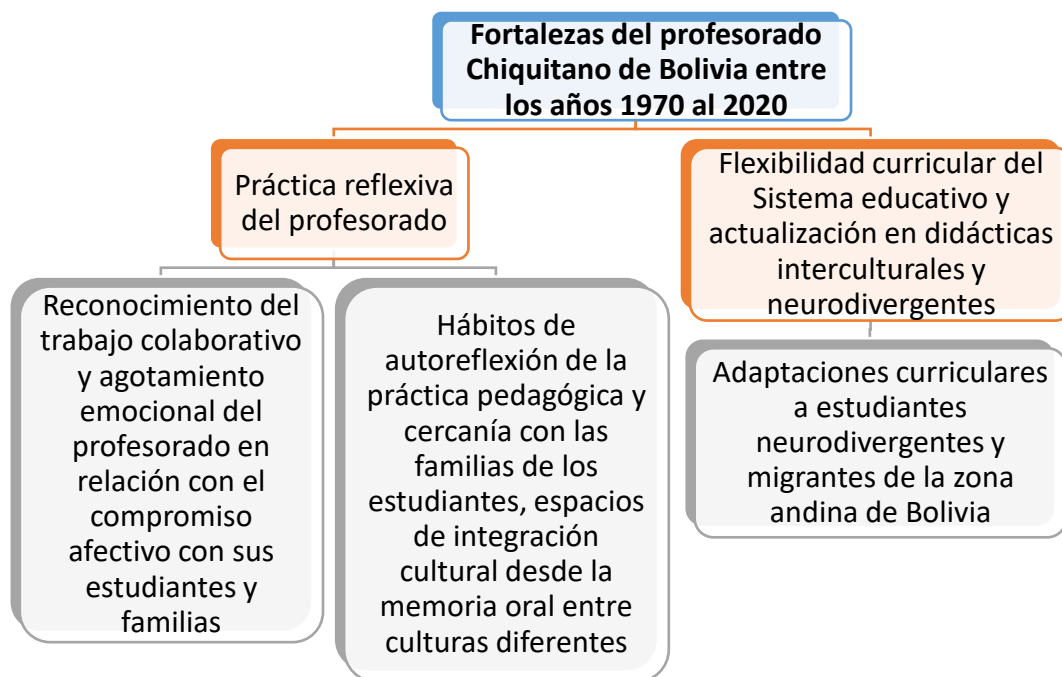 Fortalezas del profesorado
Chiquitano de Bolivia entre
los años 1970 al 2020
Práctica reflexiva
del profesorado
Flexibilidad curricular del
Sistema educativo y
actualización en didácticas
interculturales y
neurodivergentes
Reconocimiento del
trabajo colaborativo
y agotamiento
emocional del
profesorado en
relación con el
compromiso
afectivo con sus
estudiantes y
familias
Hábitos de
autoreflexión de la
práctica pedagógica y
cercanía con las
familias de los
estudiantes, espacios
de integración
cultural desde la
memoria oral entre
culturas diferentes
Adaptaciones curriculares
a estudiantes
neurodivergentes y
migrantes de la zona
andina de Bolivia